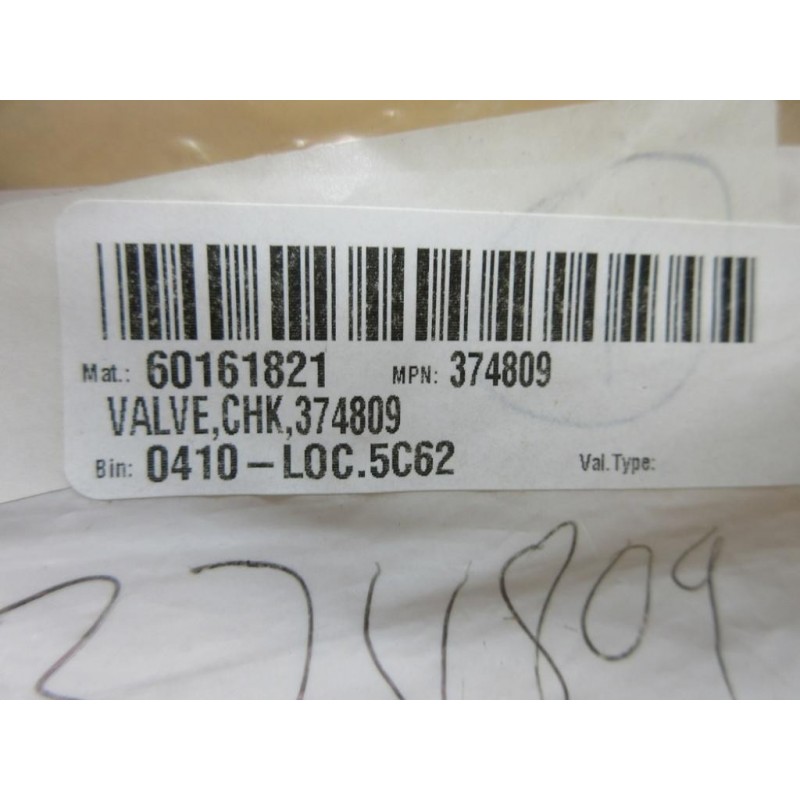 Mat.: 60161821 MPN: 374809
VALVE,CHK,374809
Bin: 0410-LOC.5C62 Val.Type:
374809